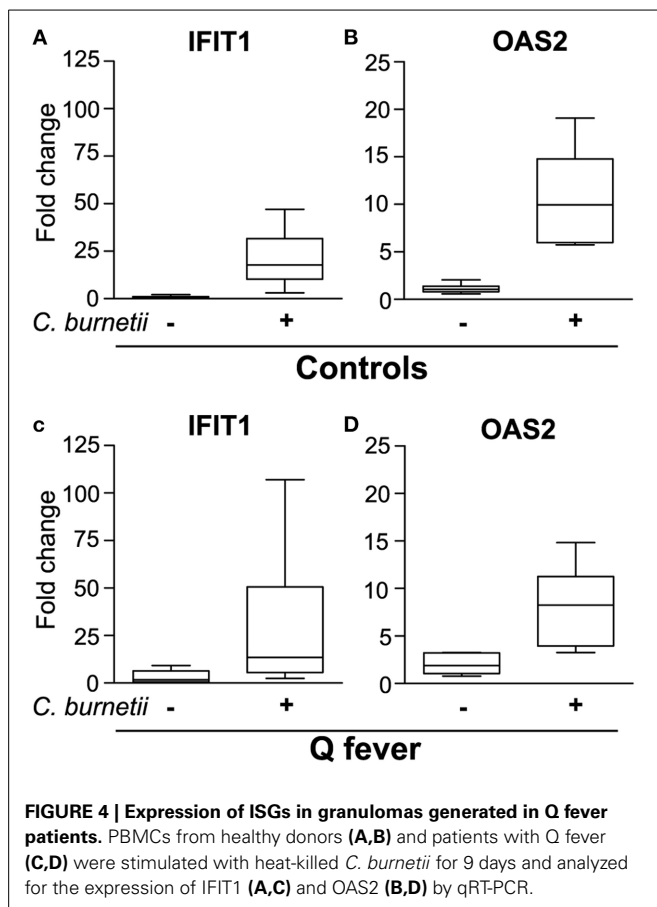 A IFIT1
B OAS2
125
100
75
50
25
0
Fold change
25
20
15
10
5
0
C. burnetii - +
- +
Controls
c IFIT1
D OAS2
125
100
75
50
25
0
Fold change
25
20
15
10
5
0
C. burnetii - +
- +
Q fever
FIGURE 4 | Expression of ISGs in granulomas generated in Q fever
patients. PBMCs from healthy donors (A,B) and patients with Q fever
(C,D) were stimulated with heat-killed C. burnetii for 9 days and analyzed
for the expression of IFIT1 (A,C) and OAS2 (B,D) by qRT-PCR.